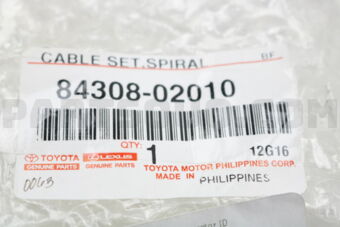 CABLE SET,SPIRAL BF
84308-02010
QTY:
1
12G16
TOYOTA LEXUS
GENUINE PARTS GENUINE PARTS
TOYOTA MOTOR PHILIPPINES CORP.
MADE IN PHILIPPINES
0063